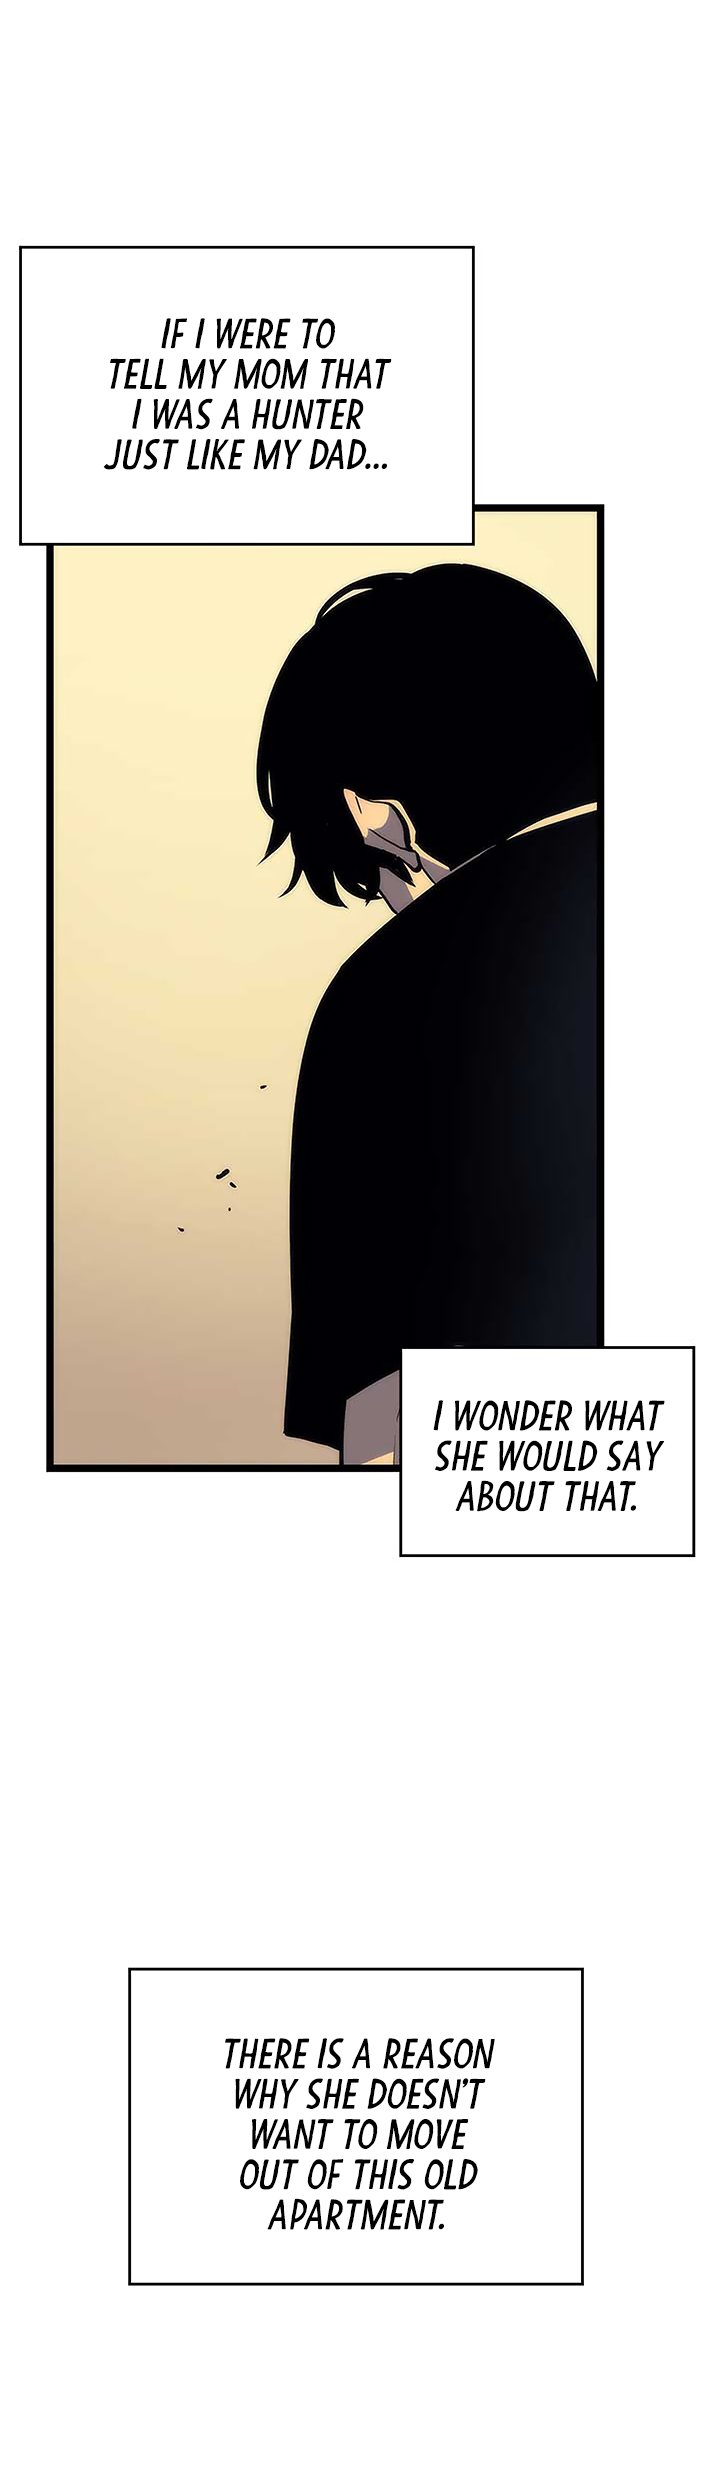 IF I WERE TO
TELL MY MOM THAT
I WAS A HUNTER
JUST LIKE MY DAD...
I WONDER WHAT
SHE WOULD SAY
ABOUT THAT.
THERE IS A REASON
WHY SHE DOESN'T
WANT TO MOVE
OUT OF THIS OLD
APARTMENT.